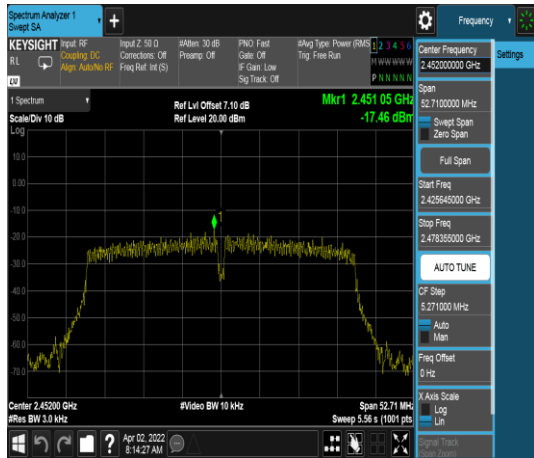 Spectrum Analyzer 1
Swept SA
+
Frequency
KEYSIGHT
RL
LXI
Input: RF
Coupling: DC
Align: Auto/No RF
Input Z: 50 Ω
Corrections: Off
Freq Ref: Int (S)
#Atten: 30 dB
Preamp: Off
PNO: Fast
Gate: Off
IF Gain: Low
Sig Track: Off
#Avg Type: Power (RMS
Trig: Free Run
1 2 3 4 5 6
M W W W W W
P N N N N N
1 Spectrum
Scale/Div 10 dB
Log
Ref Lvl Offset 7.10 dB
Ref Level 20.00 dBm
Mkr1 2.451 05 GHz
-17.46 dBm
10.0
0.00
-10.0
-20.0
-30.0
-40.0
-50.0
-60.0
-70.0
1
Center 2.45200 GHz
#Res BW 3.0 kHz
#Video BW 10 kHz
Span 52.71 MHz
Sweep 5.56 s (1001 pts
Apr 02, 2022
8:14:27 AM
?
Center Frequency
2.452000000 GHz
Span
52.7100000 MHz
Swept Span
Zero Span
Full Span
Start Freq
2.425645000 GHz
Stop Freq
2.478355000 GHz
AUTO TUNE
CF Step
5.271000 MHz
Auto
Man
Freq Offset
0 Hz
X Axis Scale
Log
Lin
Signal Track
(Span Zoom)
Settings